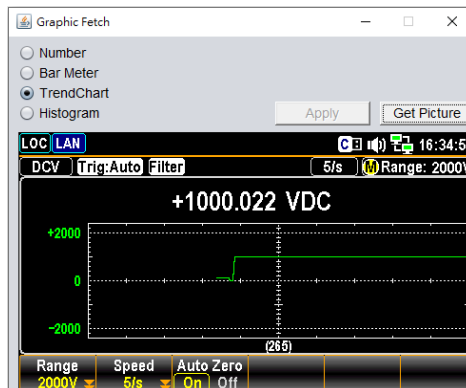 Graphic Fetch
Number
Bar Meter
TrendChart
Histogram
Apply Get Picture
LOC LAN C 16:34:5
DCV Trig:Auto Filter 5/s M Range: 2000V
+1000.022 VDC
+2000
0
-2000
(265)
Range Speed Auto Zero
2000V 5/s On Off